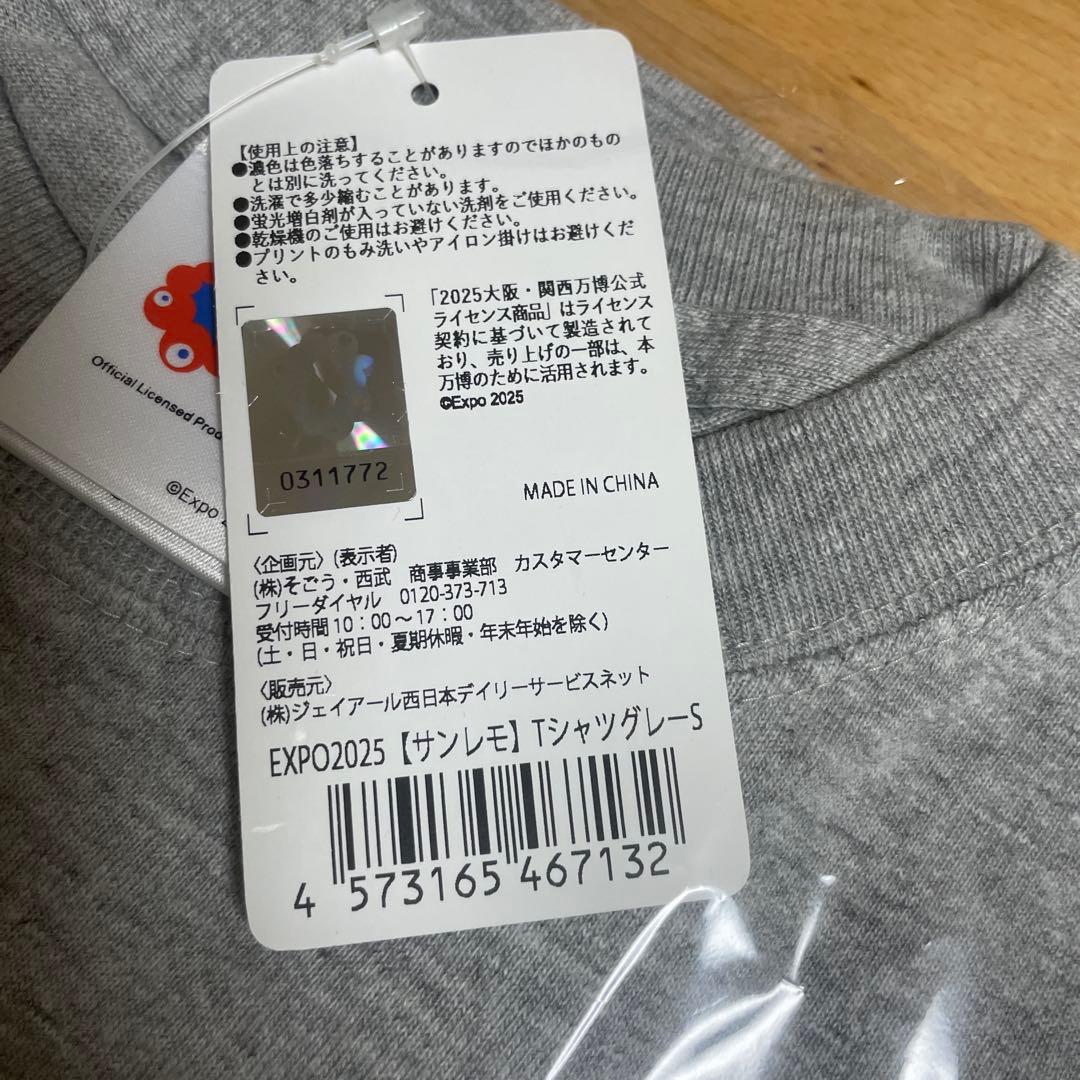 【使用上の注意】
●濃色は色落ちすることがありますのでほかのもの
とは別に洗ってください。
●洗濯で多少縮むことがあります。
●蛍光増白剤が入っていない洗剤をご使用ください。
●乾燥機のご使用はお避けください。
●プリントのもみ洗いやアイロン掛けはお避けくだ
さい。
「2025大阪・関西万博公式
ライセンス商品」はライセンス
契約に基づいて製造されて
おり、売り上げの一部は、本
万博のために活用されます。
©Expo 2025
0311772
MADE IN CHINA
〈企画元〉(表示者)
(株)そごう・西武 商事事業部 カスタマーセンター
フリーダイヤル 0120-373-713
受付時間10：00～17：00
(土・日・祝日・夏期休暇・年末年始を除く)
〈販売元〉
(株)ジェイアール西日本デイリーサービスネット
EXPO2025【サンレモ】TシャツグレーS
4 573165 467132
Official Licensed
©Expo